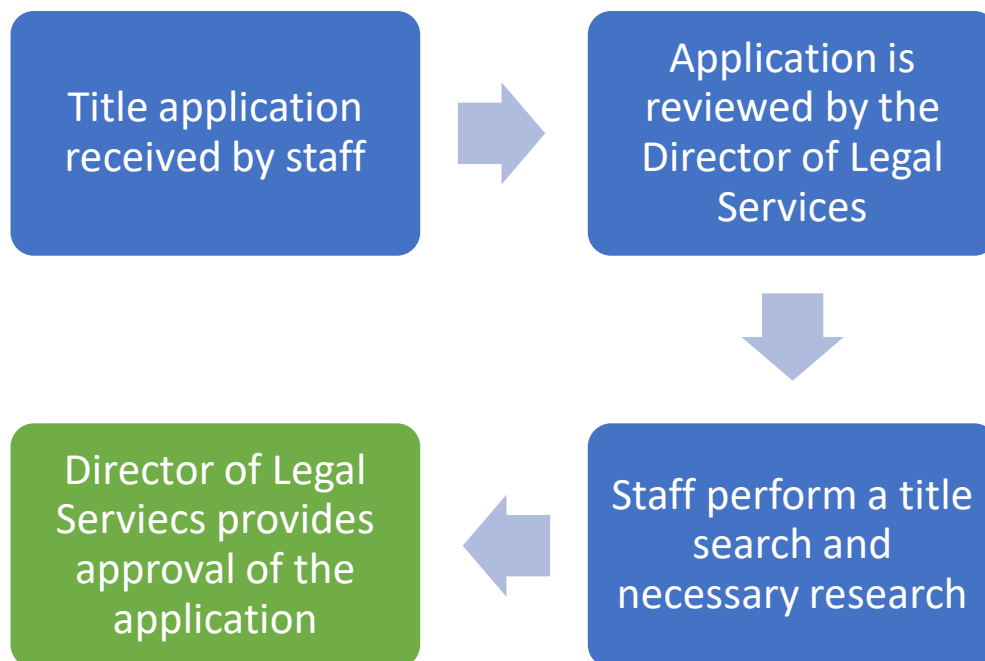 Title application
received by staff
Application is
reviewed by the
Director of Legal
Services
Staff perform a title
search and
necessary research
Director of Legal
Serviecs provides
approval of the
application